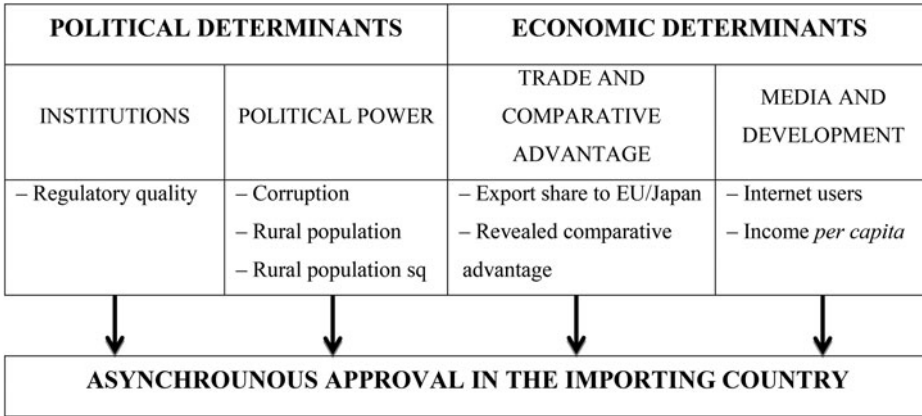 POLITICAL DETERMINANTS
ECONOMIC DETERMINANTS
INSTITUTIONS
POLITICAL POWER
TRADE AND
COMPARATIVE
ADVANTAGE
MEDIA AND
DEVELOPMENT
– Regulatory quality
– Corruption
– Rural population
– Rural population sq
– Export share to EU/Japan
– Revealed comparative
advantage
– Internet users
– Income per capita
ASYNCHROUNOUS APPROVAL IN THE IMPORTING COUNTRY